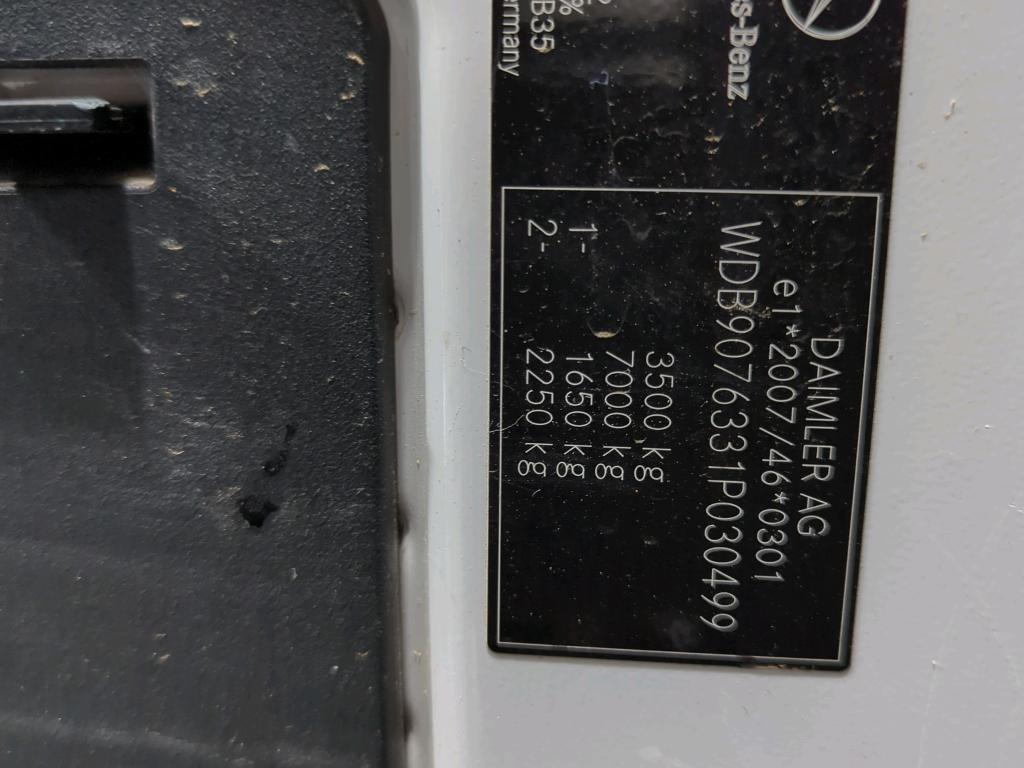 s-Benz
%
B35
ermany
DAIMLER AG
e1*2007/46*0301
WDB9076331P030499
3500 kg
7000 kg
1- 1650 kg
2- 2250 kg